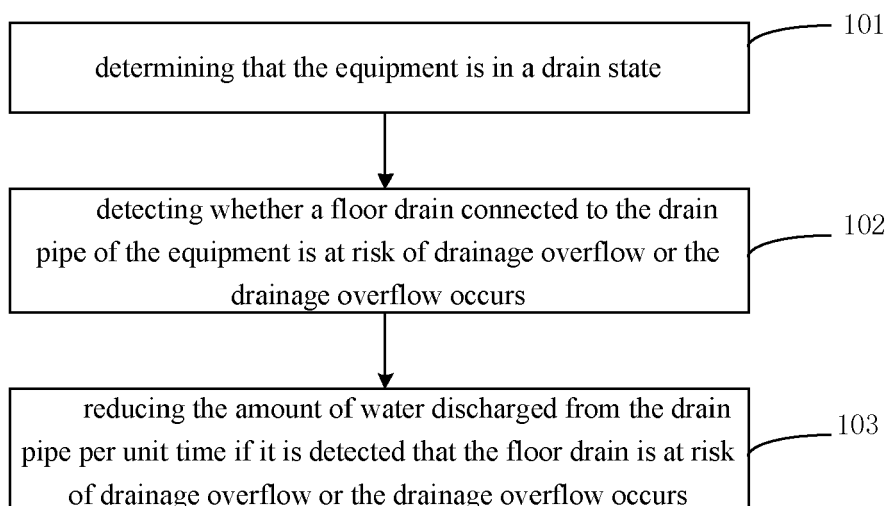 101
determining that the equipment is in a drain state
detecting whether a floor drain connected to the drain
102
pipe of the equipment is at risk of drainage overflow or the
drainage overflow occurs
reducing the amount of water discharged from the drain
103
pipe per unit time if it is detected that the floor drain is at risk
of drainage overflow or the drainage overflow occurs